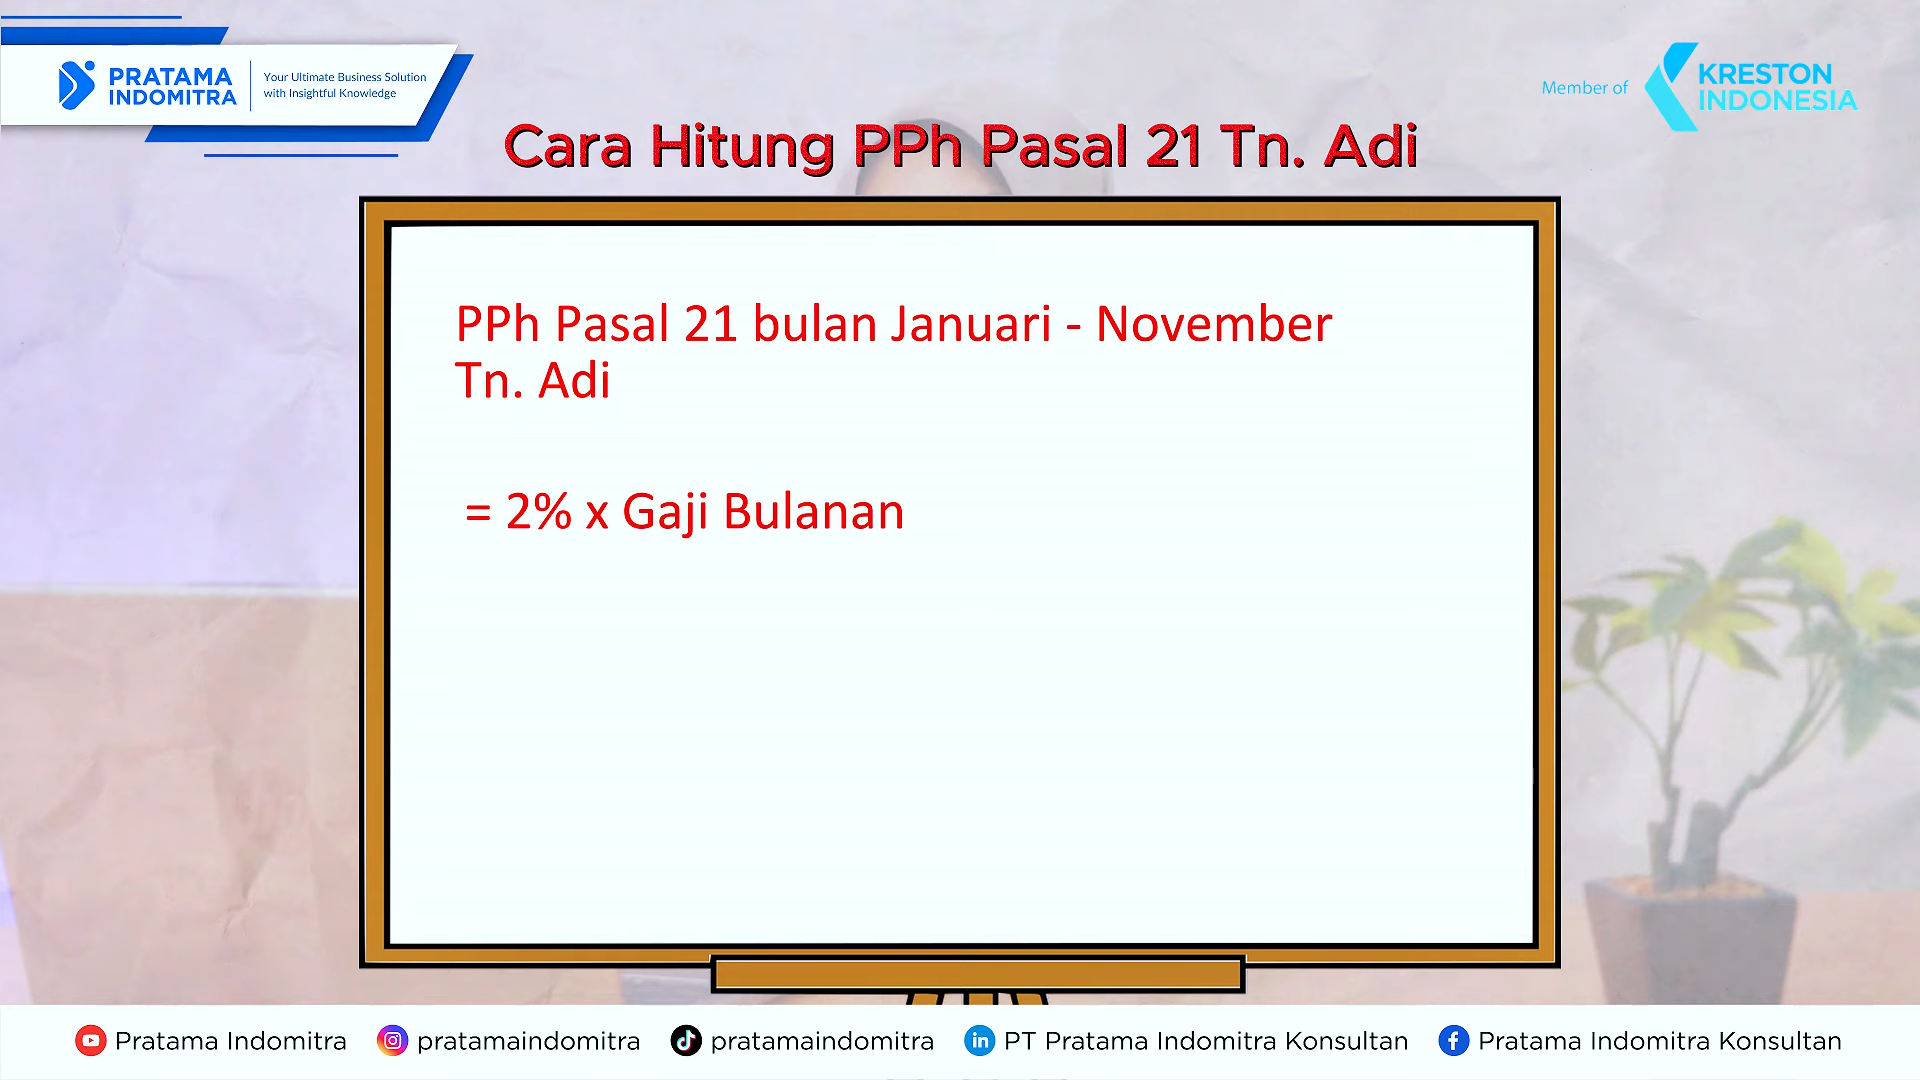 PRATAMA
INDOMITRA
Your Ultimate Business Solution
with Insightful Knowledge
Member of
KRESTON
INDONESIA
Cara Hitung PPh Pasal 21 Tn. Adi
PPh Pasal 21 bulan Januari - November
Tn. Adi
= 2% x Gaji Bulanan
Pratama Indomitra
pratamaindomitra
pratamaindomitra
PT Pratama Indomitra Konsultan
Pratama Indomitra Konsultan